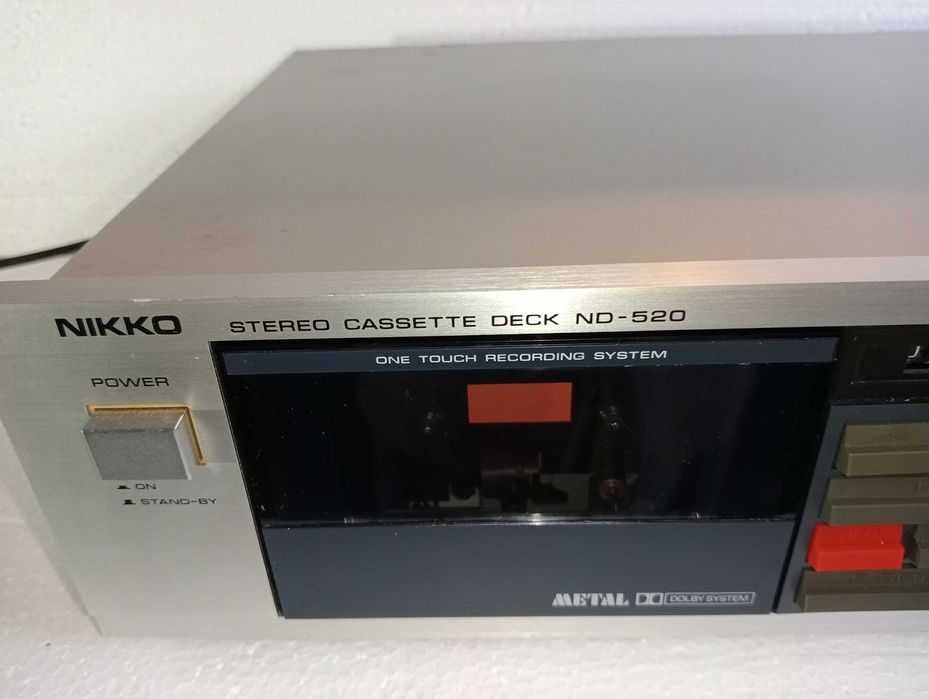 NIKKO
STEREO CASSETTE DECK ND-520
ONE TOUCH RECORDING SYSTEM
POWER
ON
STAND-BY
REC
METAL DOLBY SYSTEM